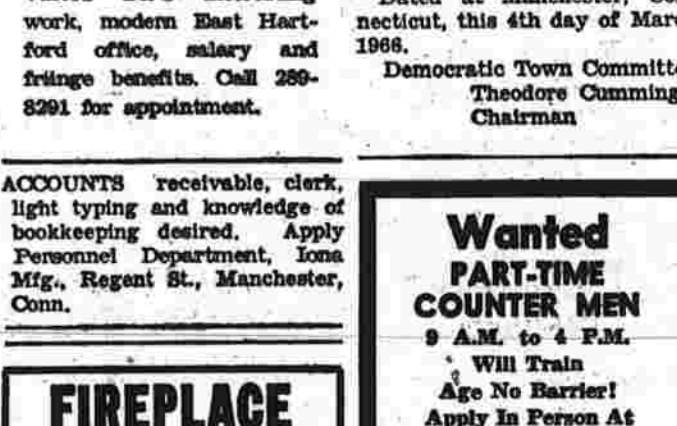 work, modern East Hart-
ford office, salary and
friinge benefits. Call 289-
8291 for appointment.
ACCOUNTS receivable, clerk,
light typing and knowledge of
bookkeeping desired. Apply
Personnel Department, Iona
Mfg., Regent St., Manchester,
Conn.
FIREPLACE
necticut, this 4th day of Mar
1966.
Democratic Town Committ
Theodore Cumming
Chairman
Wanted
PART-TIME
COUNTER MEN
9 A.M. to 4 P.M.
Will Train
Age No Barrier!
Apply In Person At